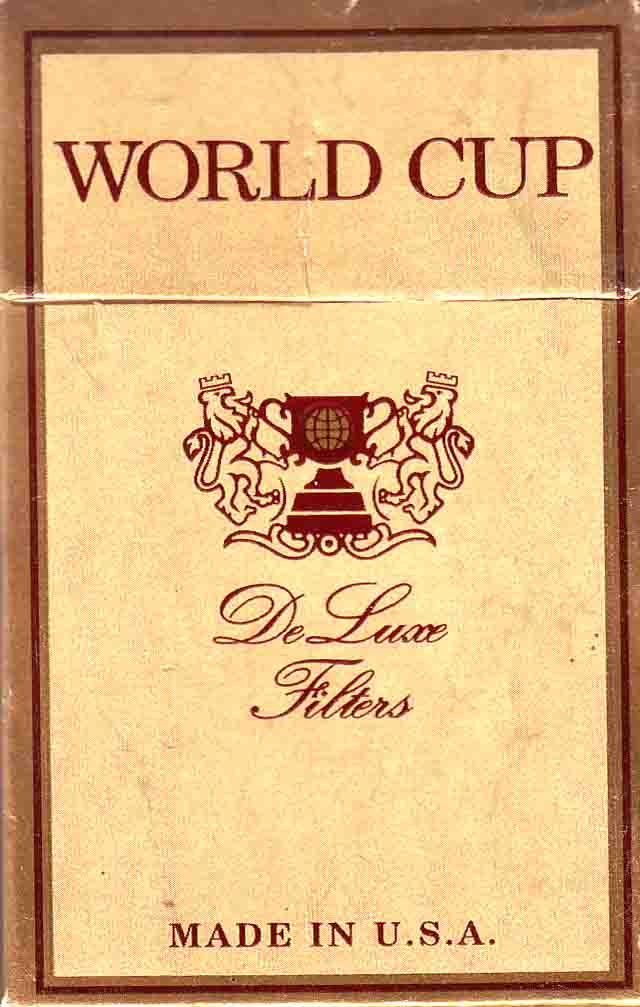 WORLD CUP
De Luxe
Filters
MADE IN U.S.A.